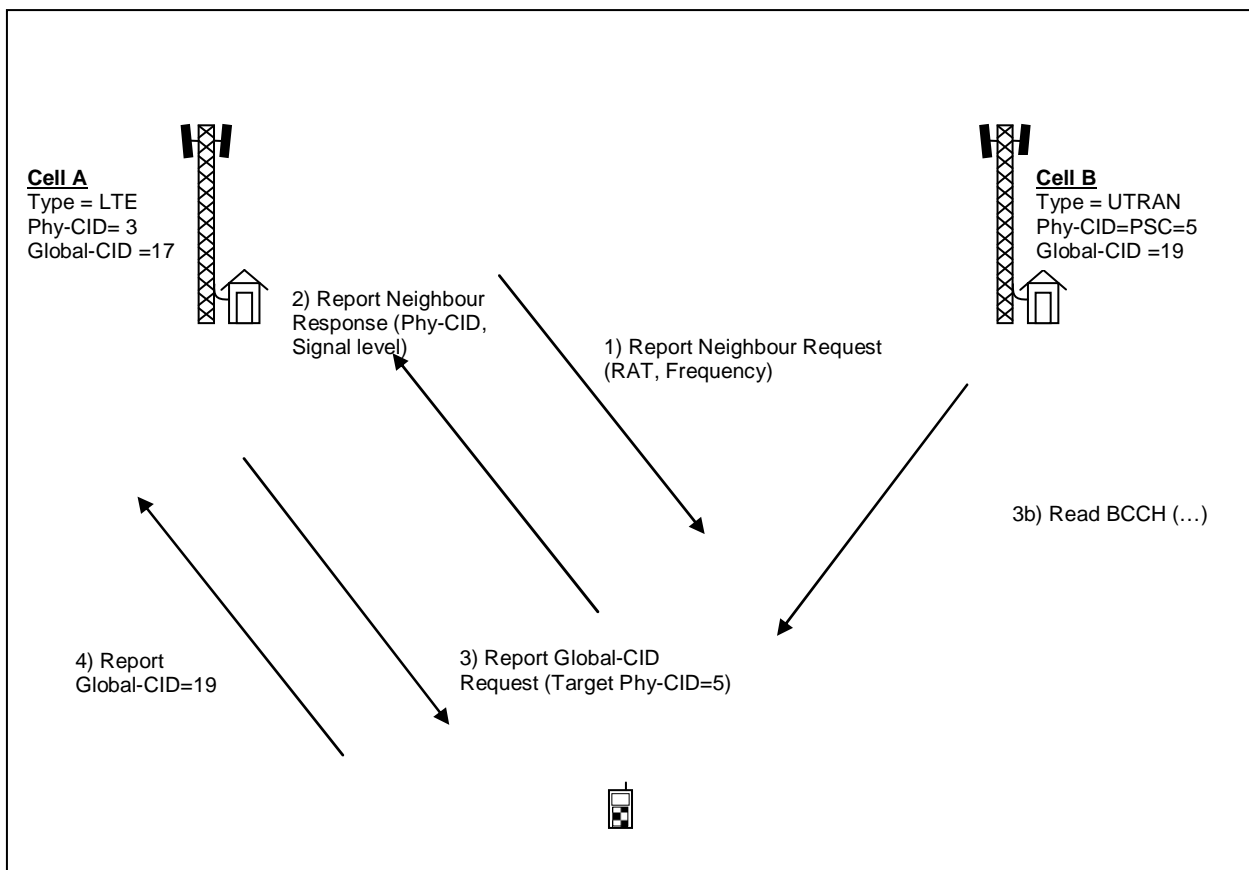 Cell A
Type = LTE
Phy-CID= 3
Global-CID =17
Cell B
Type = UTRAN
Phy-CID=PSC=5
Global-CID =19
2) Report Neighbour
Response (Phy-CID,
Signal level)
1) Report Neighbour Request
(RAT, Frequency)
3b) Read BCCH (…)
4) Report
Global-CID=19
3) Report Global-CID
Request (Target Phy-CID=5)